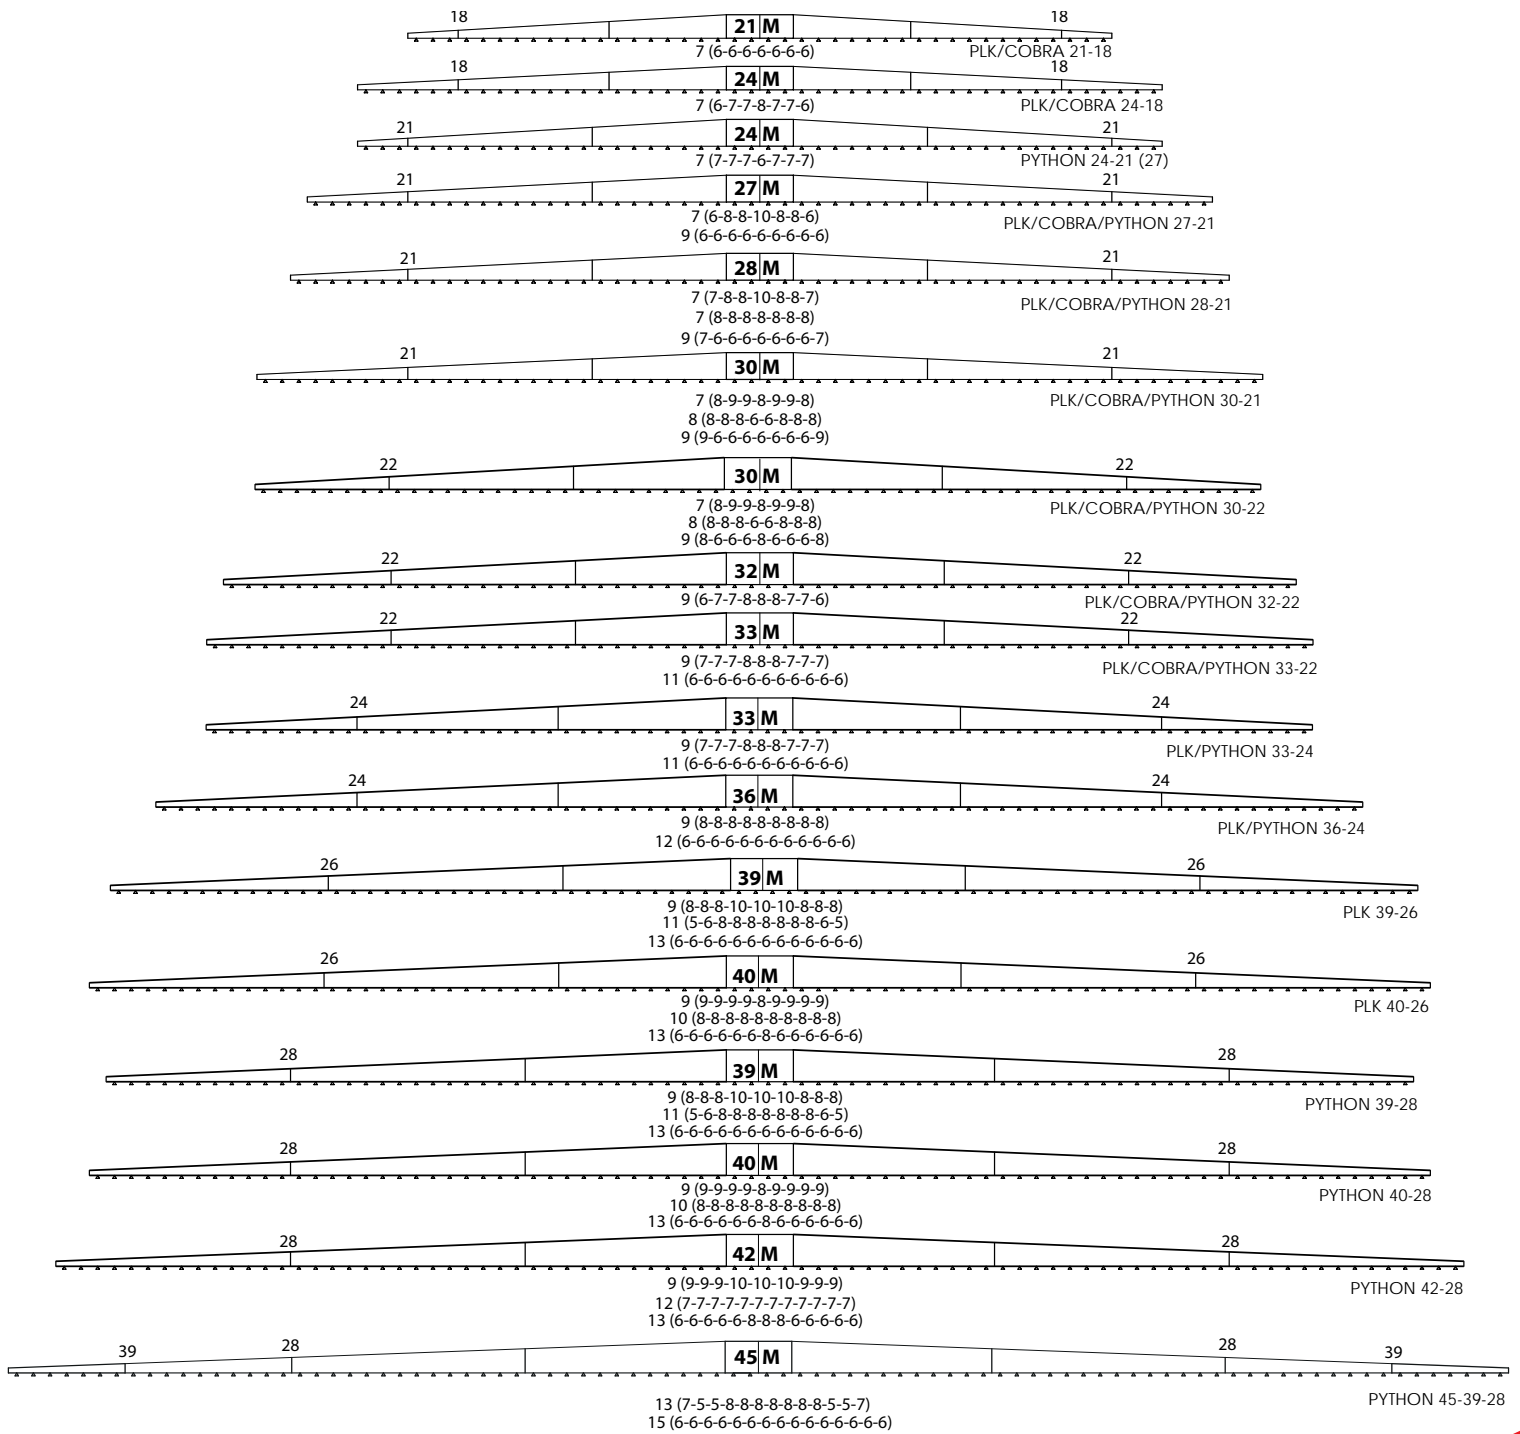 18 18
21 M
7 (6-6-6-6-6-6-6) PLK/COBRA 21-18
18 18
24 M
7 (6-7-7-8-7-7-6) PLK/COBRA 24-18
21 21
24 M
7 (7-7-7-6-7-7-7) PYTHON 24-21 (27)
21 21
27 M
7 (6-8-8-10-8-8-6) PLK/COBRA/PYTHON 27-21
9 (6-6-6-6-6-6-6-6-6)
21 21
28 M
7 (7-8-8-10-8-8-7) PLK/COBRA/PYTHON 28-21
7 (8-8-8-8-8-8-8)
9 (7-6-6-6-6-6-6-6-7)
21 21
30 M
7 (8-9-9-8-9-9-8) PLK/COBRA/PYTHON 30-21
8 (8-8-8-6-6-8-8-8)
9 (9-6-6-6-6-6-6-6-9)
22 22
30 M
7 (8-9-9-8-9-9-8) PLK/COBRA/PYTHON 30-22
8 (8-8-8-6-6-8-8-8)
9 (8-6-6-6-8-6-6-6-8)
22 22
32 M
9 (6-7-7-8-8-8-7-7-6) PLK/COBRA/PYTHON 32-22
22 22
33 M
9 (7-7-7-8-8-8-7-7-7) PLK/COBRA/PYTHON 33-22
11 (6-6-6-6-6-6-6-6-6-6-6)
24 24
33 M
9 (7-7-7-8-8-8-7-7-7) PLK/PYTHON 33-24
11 (6-6-6-6-6-6-6-6-6-6-6)
24 24
36 M
9 (8-8-8-8-8-8-8-8-8) PLK/PYTHON 36-24
12 (6-6-6-6-6-6-6-6-6-6-6-6)
26 26
39 M
9 (8-8-8-10-10-10-8-8-8) PLK 39-26
11 (5-6-8-8-8-8-8-8-8-6-5)
13 (6-6-6-6-6-6-6-6-6-6-6-6-6)
26 26
40 M
9 (9-9-9-9-8-9-9-9-9) PLK 40-26
10 (8-8-8-8-8-8-8-8-8-8)
13 (6-6-6-6-6-6-8-6-6-6-6-6-6)
28 28
39 M
9 (8-8-8-10-10-10-8-8-8) PYTHON 39-28
11 (5-6-8-8-8-8-8-8-8-6-5)
13 (6-6-6-6-6-6-6-6-6-6-6-6-6)
28 28
40 M
9 (9-9-9-9-8-9-9-9-9) PYTHON 40-28
10 (8-8-8-8-8-8-8-8-8-8)
13 (6-6-6-6-6-6-8-6-6-6-6-6-6)
28 28
42 M
9 (9-9-9-10-10-10-9-9-9) PYTHON 42-28
12 (7-7-7-7-7-7-7-7-7-7-7-7)
13 (6-6-6-6-6-8-8-8-6-6-6-6-6)
39 28 28 39
45 M
13 (7-5-5-8-8-8-8-8-8-8-5-5-7) PYTHON 45-39-28
15 (6-6-6-6-6-6-6-6-6-6-6-6-6-6-6)